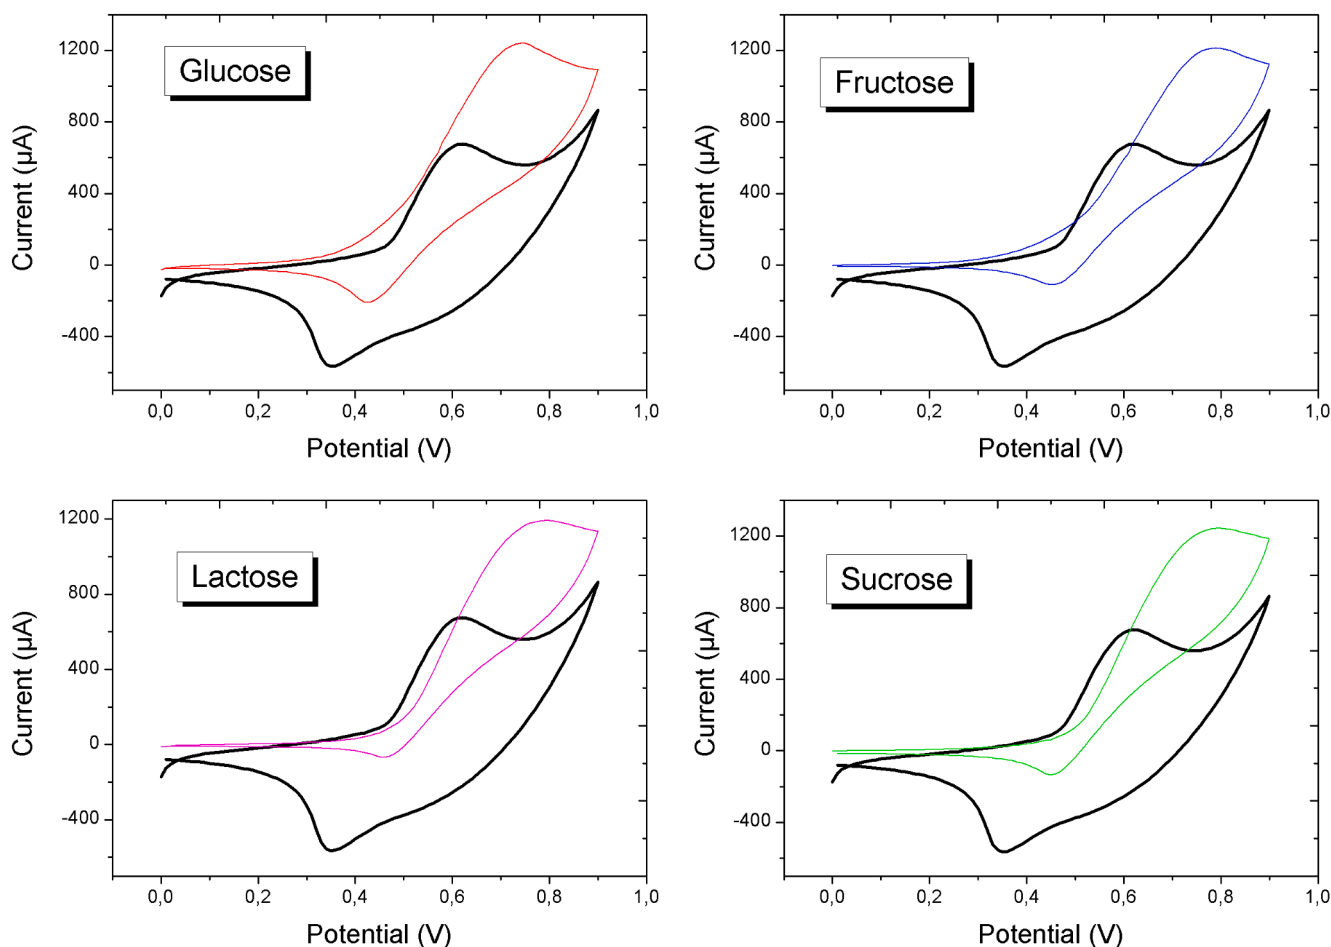 Glucose
Current (µA)
1200
800
400
0
-400
0,0 0,2 0,4 0,6 0,8 1,0
Potential (V)
Fructose
Current (µA)
1200
800
400
0
-400
0,0 0,2 0,4 0,6 0,8 1,0
Potential (V)
Lactose
Current (µA)
1200
800
400
0
-400
0,0 0,2 0,4 0,6 0,8 1,0
Potential (V)
Sucrose
Current (µA)
1200
800
400
0
-400
0,0 0,2 0,4 0,6 0,8 1,0
Potential (V)